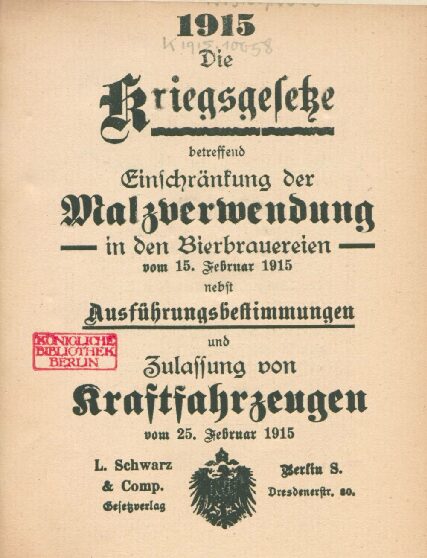 1915
K 1915, 10658
Die
Kriegsgesetze
betreffend
Einschränkung der
Malzverwendung
— in den Bierbrauereien —
vom 15. Februar 1915
nebst
Ausführungsbestimmungen
und
KÖNIGLICHE
BIBLIOTHEK
BERLIN
Zulassung von
Kraftfahrzeugen
vom 25. Februar 1915
L. Schwarz
& Comp.
Gesetzverlag
Berlin S.
Dresdenerstr. 80.